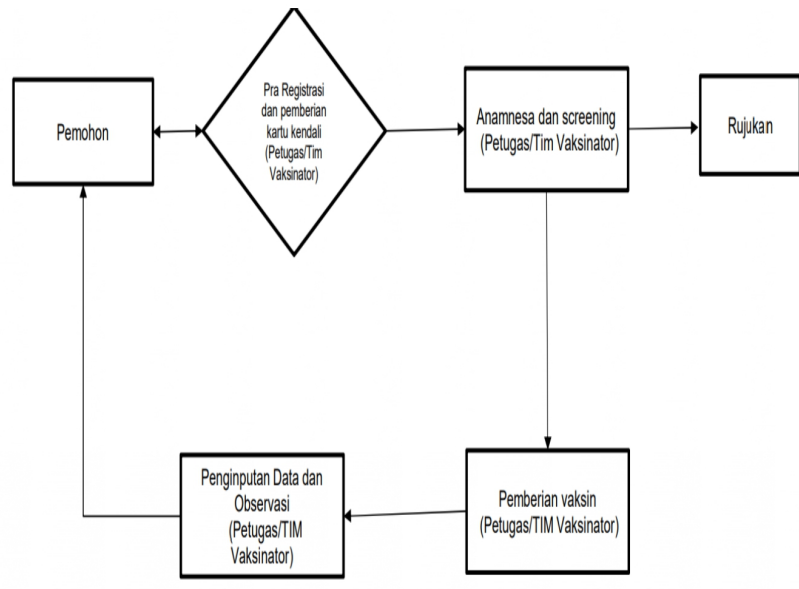 Pemohon
Pra Registrasi
dan pemberian
kartu kendali
(Petugas/Tim
Vaksinator)
Anamnesa dan screening
(Petugas/Tim Vaksinator)
Rujukan
Penginputan Data dan
Observasi
(Petugas/TIM
Vaksinator)
Pemberian vaksin
(Petugas/TIM Vaksinator)